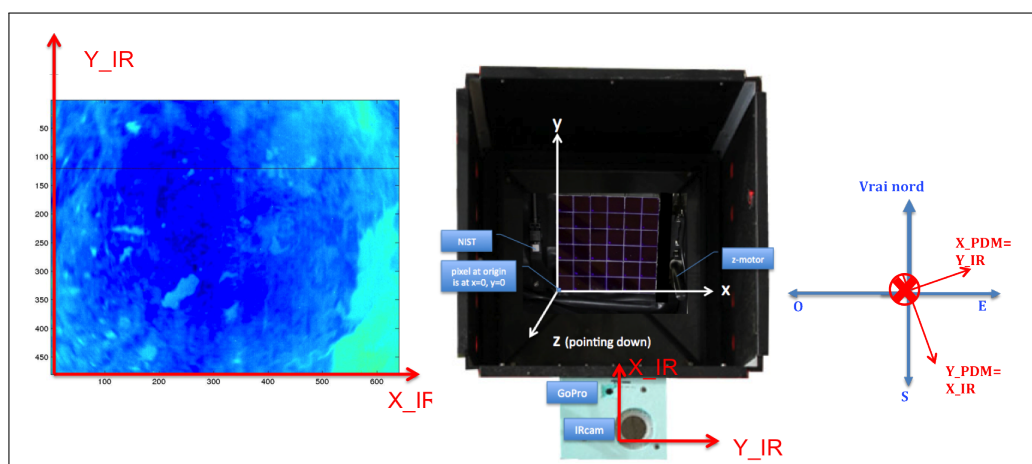 Y_IR
50
100
150
200
250
300
350
400
450
100
200
300
400
500
600
X_IR
y
NIST
pixel at origin
is at x=0, y=0
z-motor
x
z (pointing down)
X_IR
GoPro
IRcam
Y_IR
Vrai nord
X_PDM=
Y_IR
O
E
Y_PDM=
X_IR
S